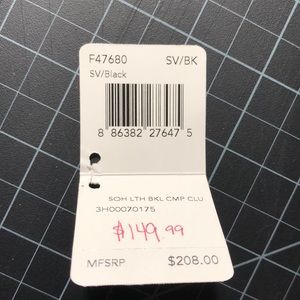 F47680 SV/BK
SV/Black
8 86382 27647 5
SOH LTH BKL CMP CLU
3H00070175
$149.99
MFSRP $208.00